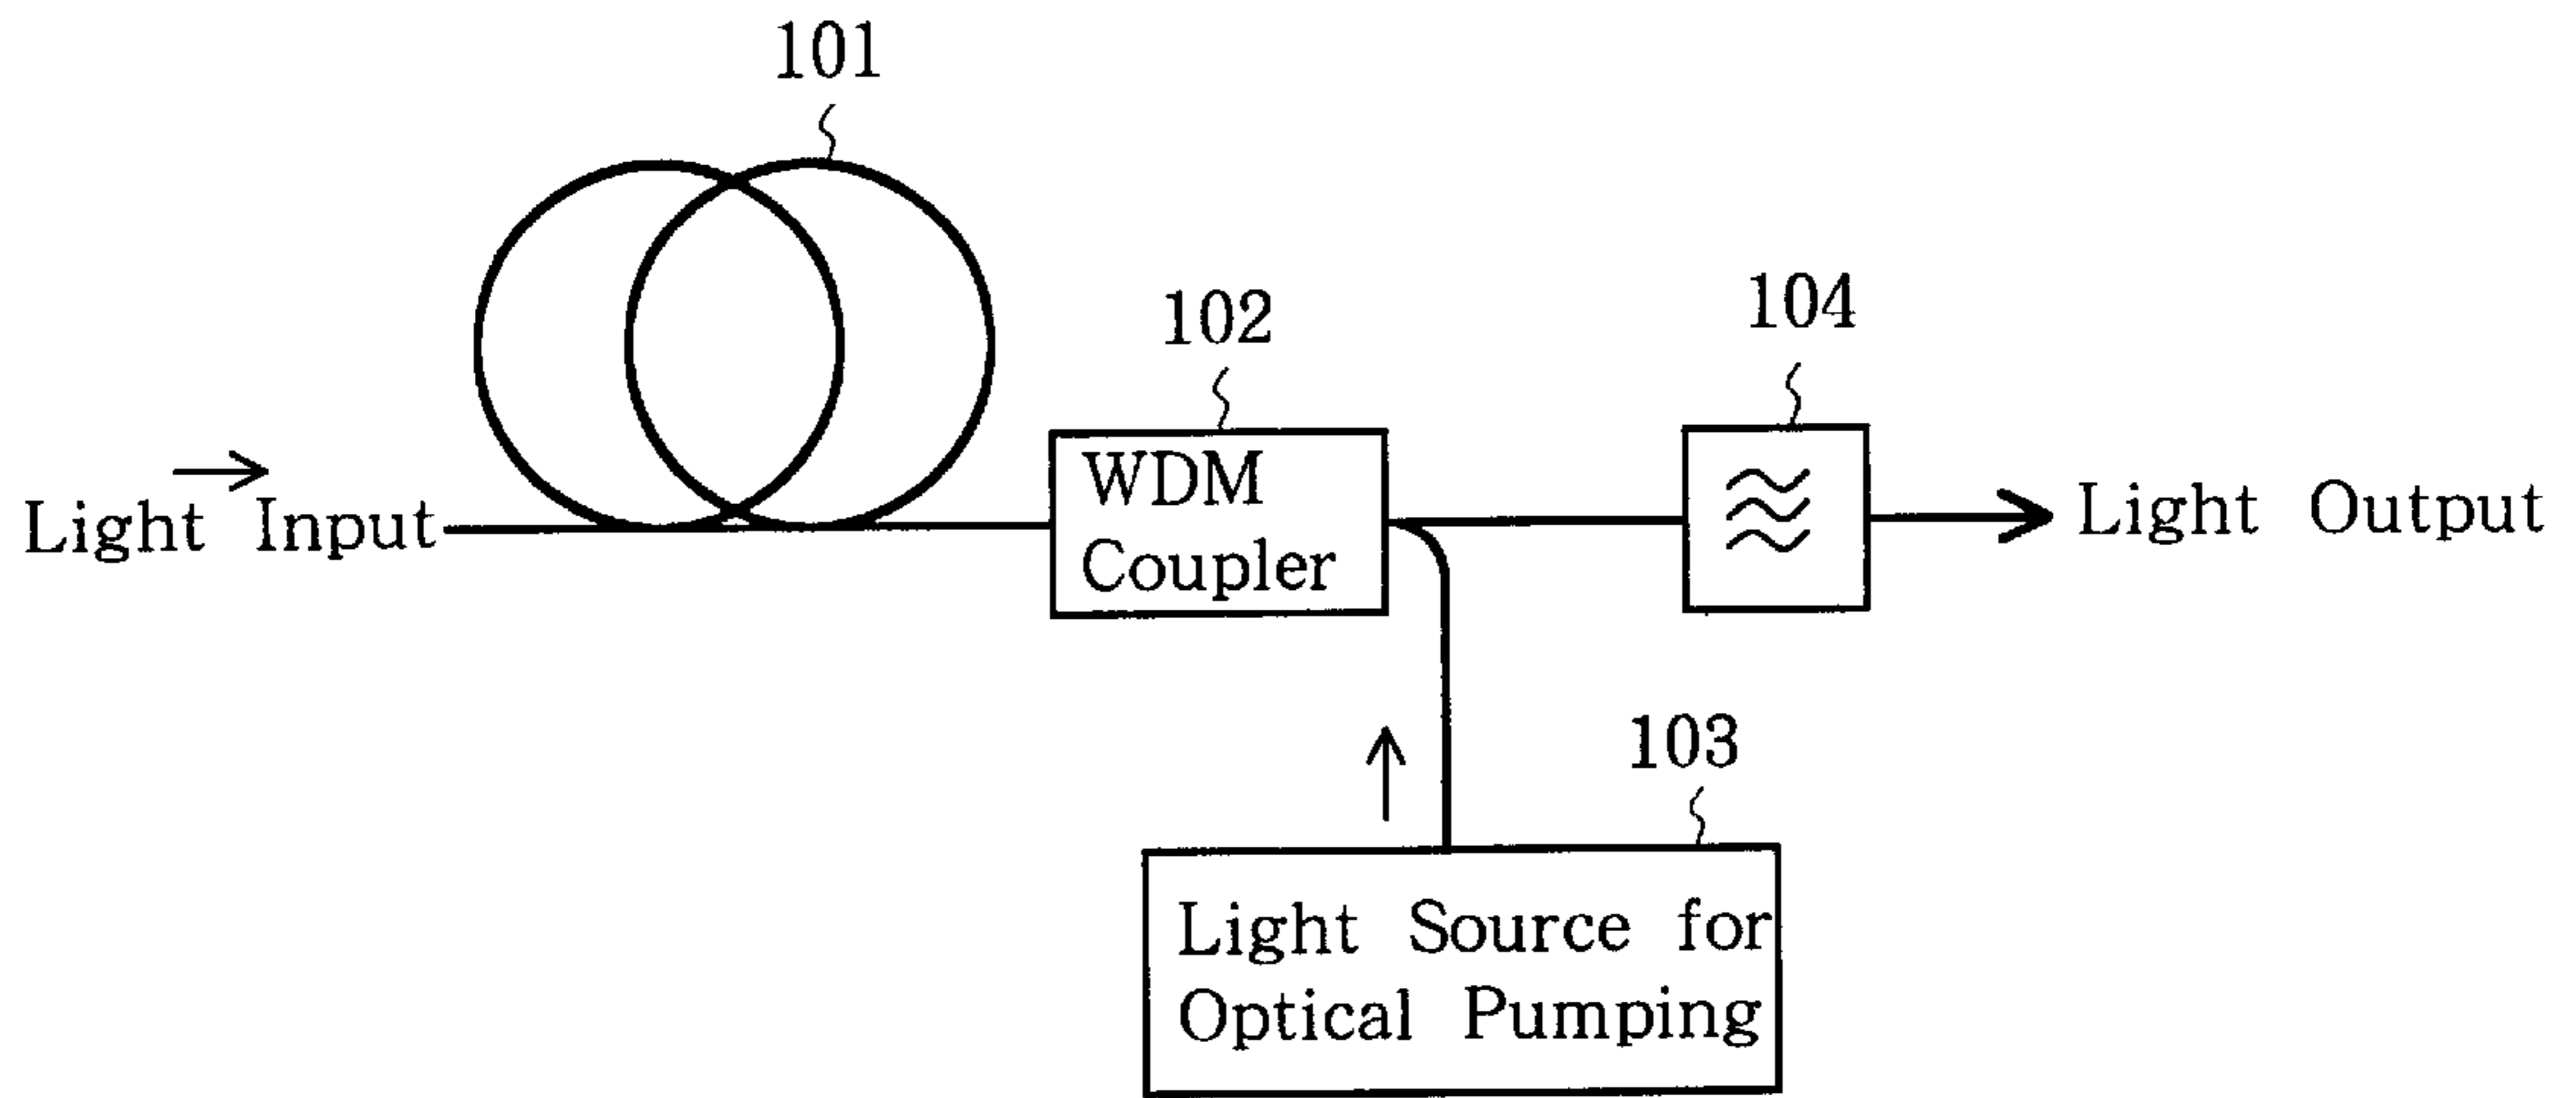 101
102
104
WDM
Coupler
Light Input
Light Output
103
Light Source for
Optical Pumping